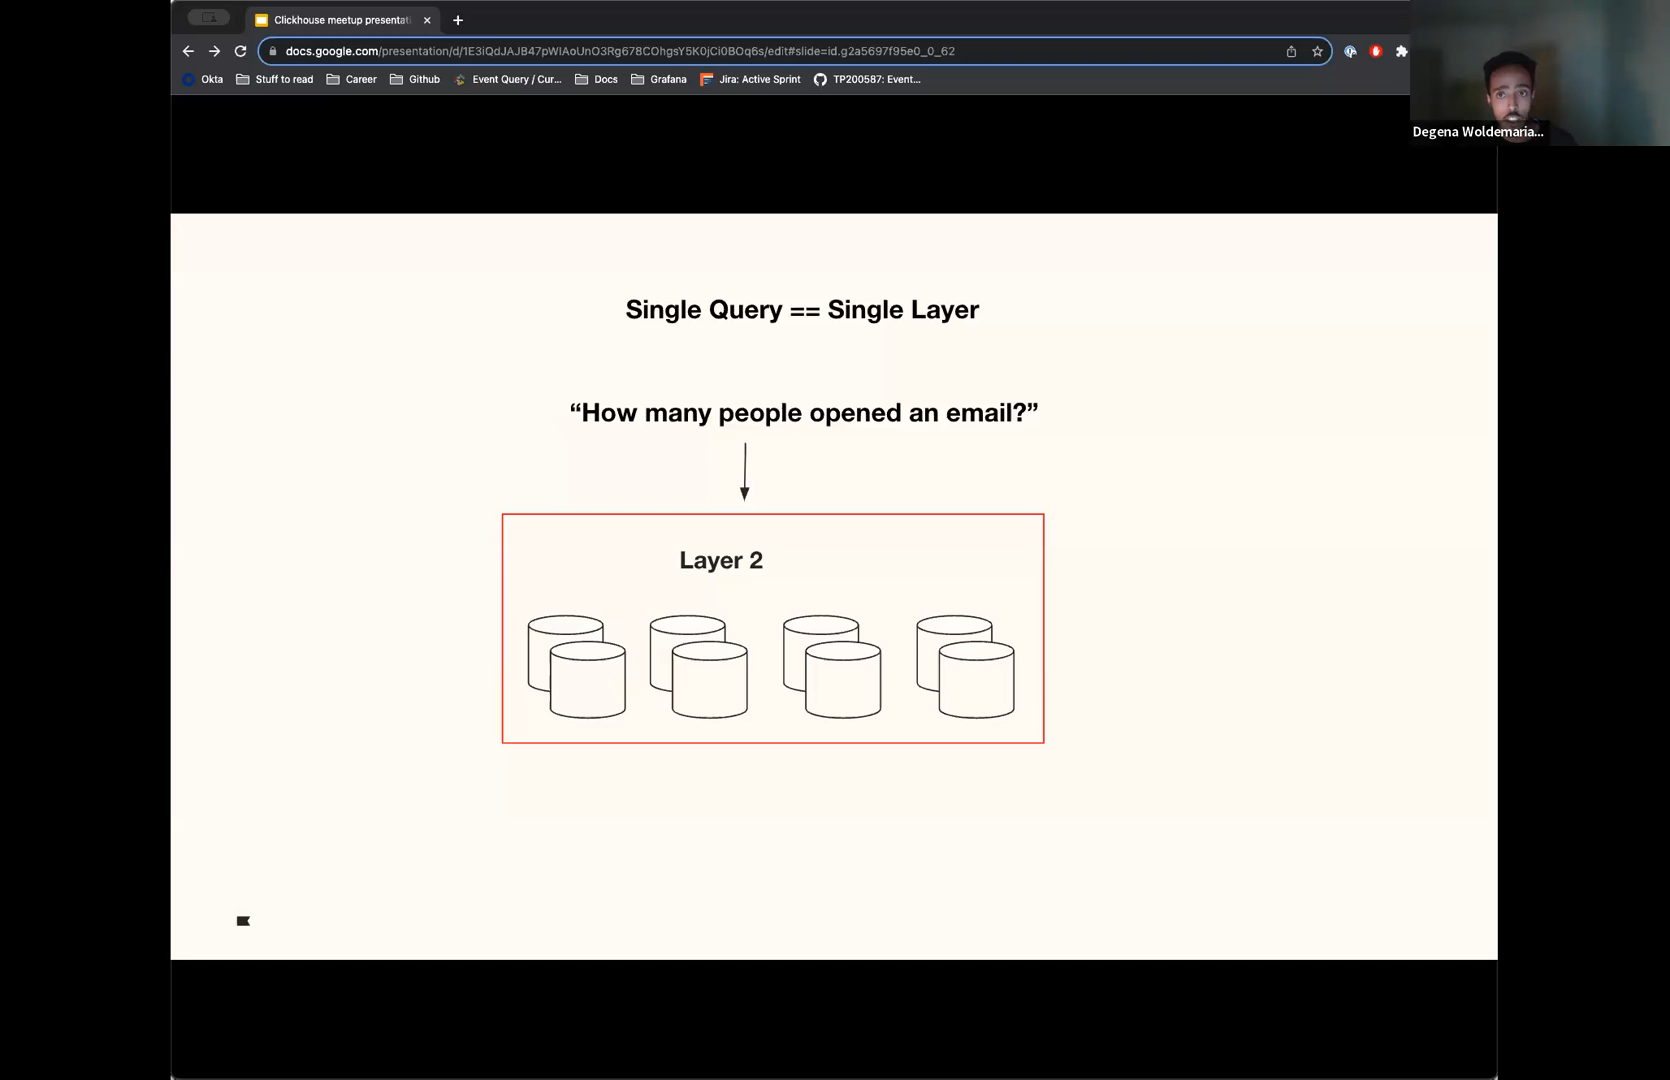 Clickhouse meetup presentati
docs.google.com/presentation/d/1E3iQdJAJB47pWIAoUnO3Rg678COhgsY5K0jCi0BOq6s/edit#slide=id.g2a5697f95e0_0_62
Okta Stuff to read Career Github Event Query / Cur... Docs Grafana Jira: Active Sprint TP200587: Event...
Degena Woldemaria...
Single Query == Single Layer
“How many people opened an email?”
Layer 2